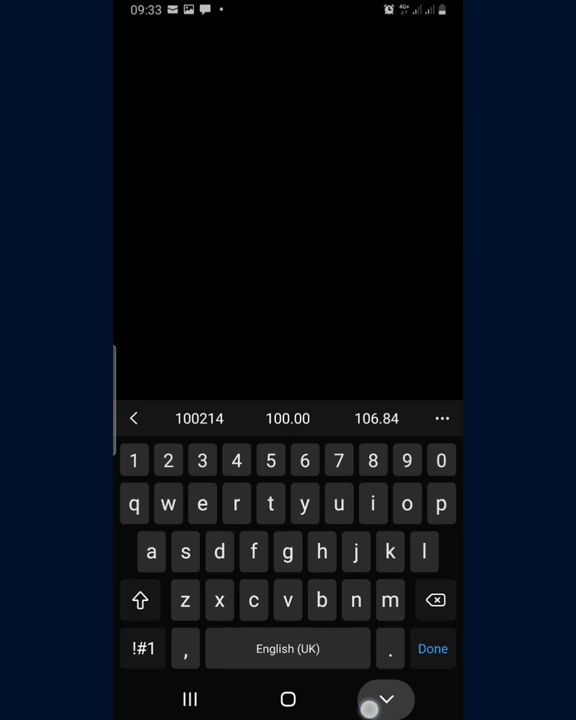 09:33 4G+
100214 100.00 106.84
1 2 3 4 5 6 7 8 9 0
q w e r t y u i o p
a s d f g h j k l
z x c v b n m
!#1 , English (UK) . Done